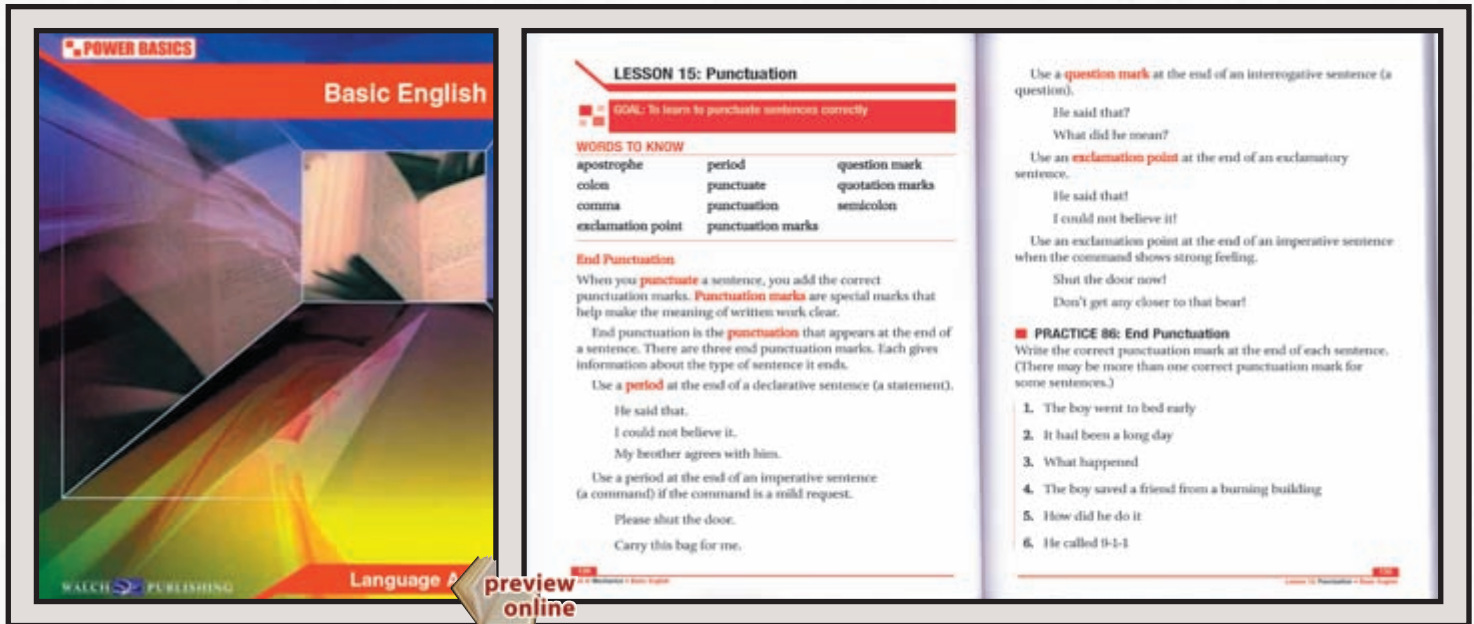 POWER BASICS
Basic English
WALCH PUBLISHING
Language A
preview
online
LESSON 15: Punctuation
GOAL: To learn to punctuate sentences correctly
WORDS TO KNOW
apostrophe period question mark
colon punctuate quotation marks
comma punctuation semicolon
exclamation point punctuation marks
End Punctuation
When you punctuate a sentence, you add the correct
punctuation marks. Punctuation marks are special marks that
help make the meaning of written work clear.
End punctuation is the punctuation that appears at the end of
a sentence. There are three end punctuation marks. Each gives
information about the type of sentence it ends.
Use a period at the end of a declarative sentence (a statement).
He said that.
I could not believe it.
My brother agrees with him.
Use a period at the end of an imperative sentence
(a command) if the command is a mild request.
Please shut the door.
Carry this bag for me.
Mechanics • Basic English
Use a question mark at the end of an interrogative sentence (a
question).
He said that?
What did he mean?
Use an exclamation point at the end of an exclamatory
sentence.
He said that!
I could not believe it!
Use an exclamation point at the end of an imperative sentence
when the command shows strong feeling.
Shut the door now!
Don't get any closer to that bear!
PRACTICE 86: End Punctuation
Write the correct punctuation mark at the end of each sentence.
(There may be more than one correct punctuation mark for
some sentences.)
1. The boy went to bed early
2. It had been a long day
3. What happened
4. The boy saved a friend from a burning building
5. How did he do it
6. He called 9-1-1
Lesson 15: Punctuation • Basic English